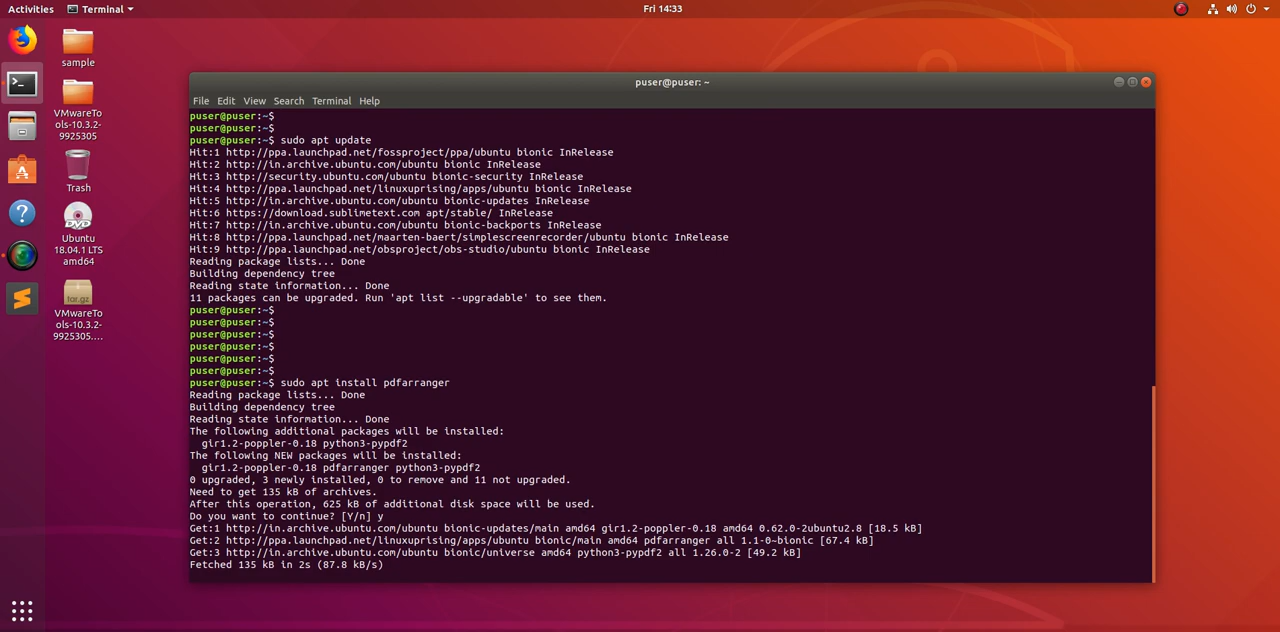 Activities
Terminal
Fri 14:33
sample
VMwareTo
ols-10.3.2-
9925305
Trash
Ubuntu
18.04.1 LTS
amd64
tar.gz
VMwareTo
ols-10.3.2-
9925305....
puser@puser: ~
File Edit View Search Terminal Help
puser@puser:~$
puser@puser:~$
puser@puser:~$ sudo apt update
Hit:1 http://ppa.launchpad.net/fossproject/ppa/ubuntu bionic InRelease
Hit:2 http://in.archive.ubuntu.com/ubuntu bionic InRelease
Hit:3 http://security.ubuntu.com/ubuntu bionic-security InRelease
Hit:4 http://ppa.launchpad.net/linuxuprising/apps/ubuntu bionic InRelease
Hit:5 http://in.archive.ubuntu.com/ubuntu bionic-updates InRelease
Hit:6 https://download.sublimetext.com apt/stable/ InRelease
Hit:7 http://in.archive.ubuntu.com/ubuntu bionic-backports InRelease
Hit:8 http://ppa.launchpad.net/maarten-baert/simplescreenrecorder/ubuntu bionic InRelease
Hit:9 http://ppa.launchpad.net/obsproject/obs-studio/ubuntu bionic InRelease
Reading package lists... Done
Building dependency tree
Reading state information... Done
11 packages can be upgraded. Run 'apt list --upgradable' to see them.
puser@puser:~$
puser@puser:~$
puser@puser:~$
puser@puser:~$
puser@puser:~$
puser@puser:~$
puser@puser:~$ sudo apt install pdfarranger
Reading package lists... Done
Building dependency tree
Reading state information... Done
The following additional packages will be installed:
gir1.2-poppler-0.18 python3-pypdf2
The following NEW packages will be installed:
gir1.2-poppler-0.18 pdfarranger python3-pypdf2
0 upgraded, 3 newly installed, 0 to remove and 11 not upgraded.
Need to get 135 kB of archives.
After this operation, 625 kB of additional disk space will be used.
Do you want to continue? [Y/n] y
Get:1 http://in.archive.ubuntu.com/ubuntu bionic-updates/main amd64 gir1.2-poppler-0.18 amd64 0.62.0-2ubuntu2.8 [18.5 kB]
Get:2 http://ppa.launchpad.net/linuxuprising/apps/ubuntu bionic/main amd64 pdfarranger all 1.1-0~bionic [67.4 kB]
Get:3 http://in.archive.ubuntu.com/ubuntu bionic/universe amd64 python3-pypdf2 all 1.26.0-2 [49.2 kB]
Fetched 135 kB in 2s (87.8 kB/s)